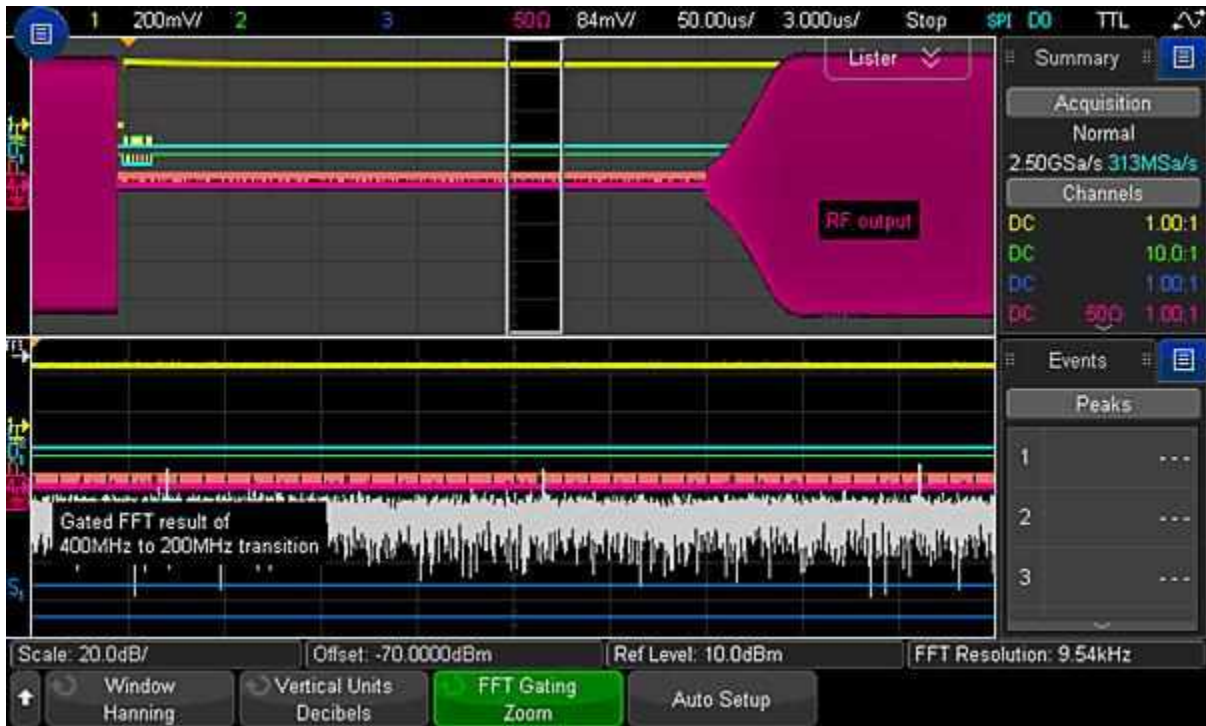 1 200mV/ 2 3 50Ω 84mV/ 50.00us/ 3.000us/ Stop SPI D0 TTL
Lister
Summary
Acquisition
Normal
2.50GSa/s 313MSa/s
Channels
DC 1.00:1
DC 10.0:1
DC 1.00:1
DC 50Ω 1.00:1
RF output
Events
Peaks
1 ---
2 ---
3 ---
Gated FFT result of
400MHz to 200MHz transition
S₁
Scale: 20.0dB/ Offset: -70.0000dBm Ref Level: 10.0dBm FFT Resolution: 9.54kHz
Window
Hanning
Vertical Units
Decibels
FFT Gating
Zoom
Auto Setup